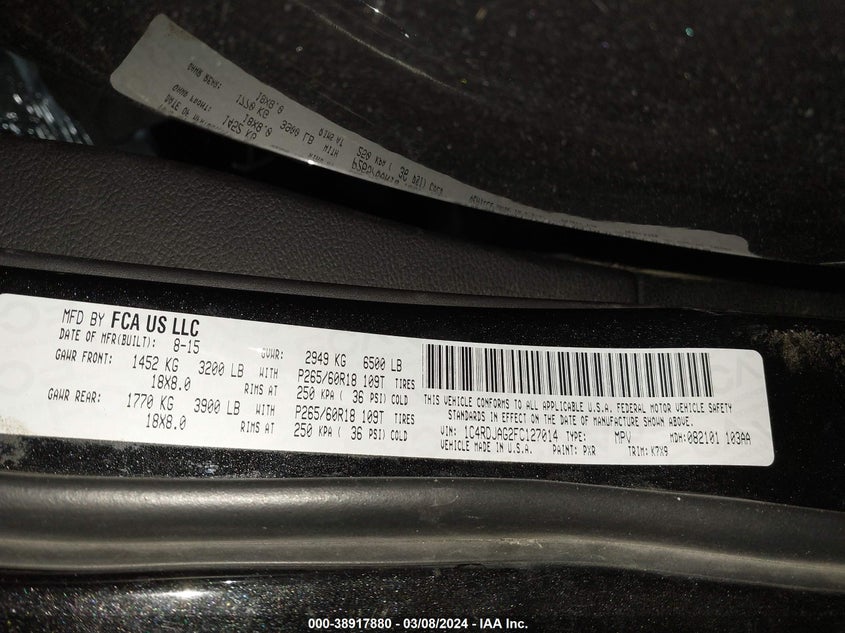 MFD BY FCA US LLC
DATE OF MFR(BUILT): 8-15 GVWR: 2949 KG 6500 LB
GAWR FRONT: 1452 KG 3200 LB WITH P265/60R18 109T TIRES
18X8.0 RIMS AT 250 KPA ( 36 PSI) COLD
GAWR REAR: 1770 KG 3900 LB WITH P265/60R18 109T TIRES
18X8.0 RIMS AT 250 KPA ( 36 PSI) COLD
THIS VEHICLE CONFORMS TO ALL APPLICABLE U.S.A. FEDERAL MOTOR VEHICLE SAFETY
STANDARDS IN EFFECT ON THE DATE OF MANUFACTURE SHOWN ABOVE.
VIN: 1C4RDJAG2FC127014 TYPE: MPV MDH: 082101 103AA
VEHICLE MADE IN U.S.A. PAINT: PXR TRIM: K7X9
000-38917880 - 03/08/2024 - IAA Inc.